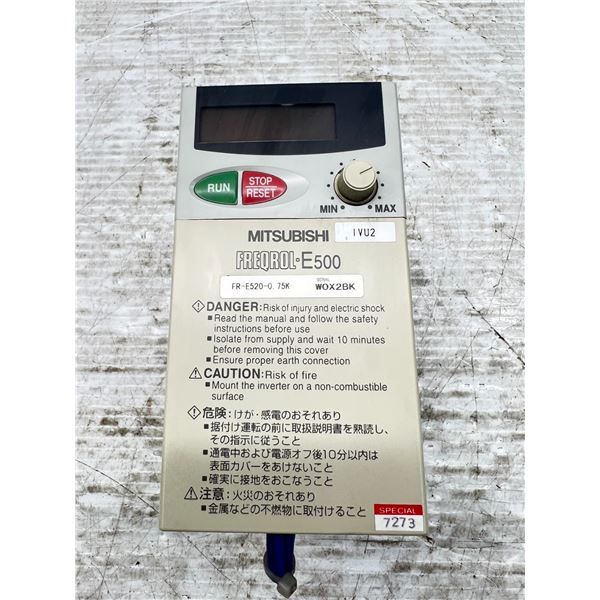 RUN
STOP
RESET
MIN MAX
MITSUBISHI
IVU2
FREQROL-E500
FR-E520-0.75K
SERIAL
WOX2BK
DANGER: Risk of injury and electric shock
■ Read the manual and follow the safety
instructions before use
■ Isolate from supply and wait 10 minutes
before removing this cover
■ Ensure proper earth connection
CAUTION: Risk of fire
■ Mount the inverter on a non-combustible
surface
危険：けが・感電のおそれあり
■ 据付け運転の前に取扱説明書を熟読し、
その指示に従うこと
■ 通電中および電源オフ後10分以内は
表面カバーをあけないこと
■ 確実に接地をおこなうこと
注意：火災のおそれあり
■ 金属などの不燃物に取付けること
SPECIAL
7273